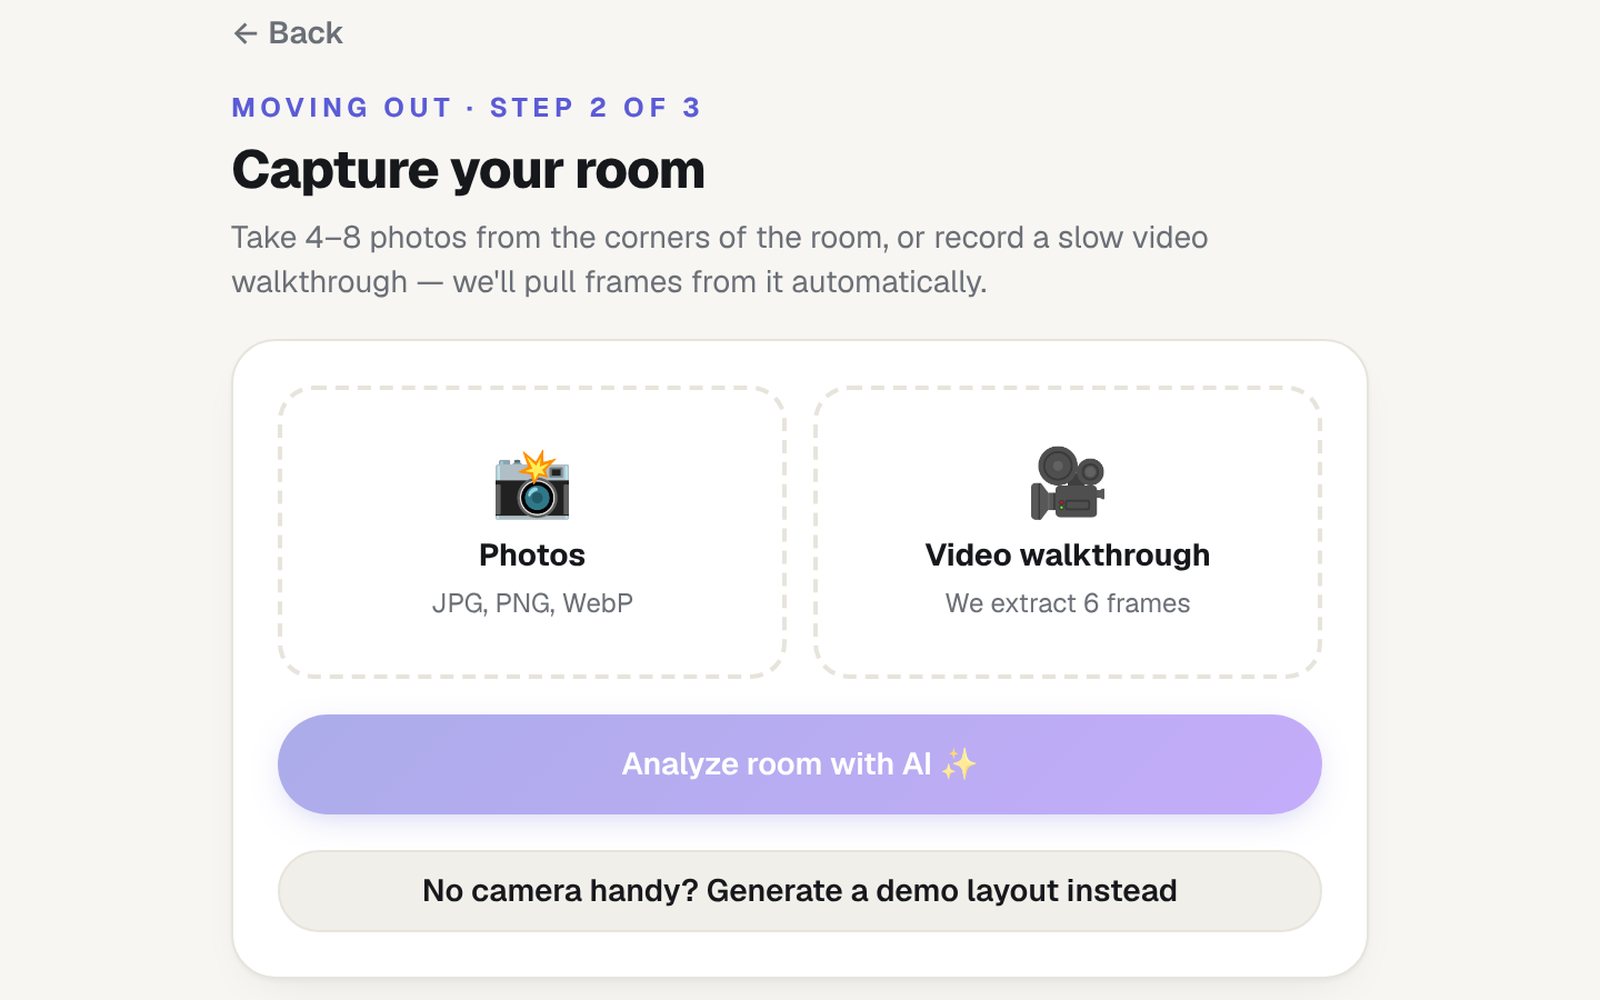 ← Back
MOVING OUT · STEP 2 OF 3
Capture your room
Take 4–8 photos from the corners of the room, or record a slow video
walkthrough — we'll pull frames from it automatically.
Photos
JPG, PNG, WebP
Video walkthrough
We extract 6 frames
Analyze room with AI ✨
No camera handy? Generate a demo layout instead